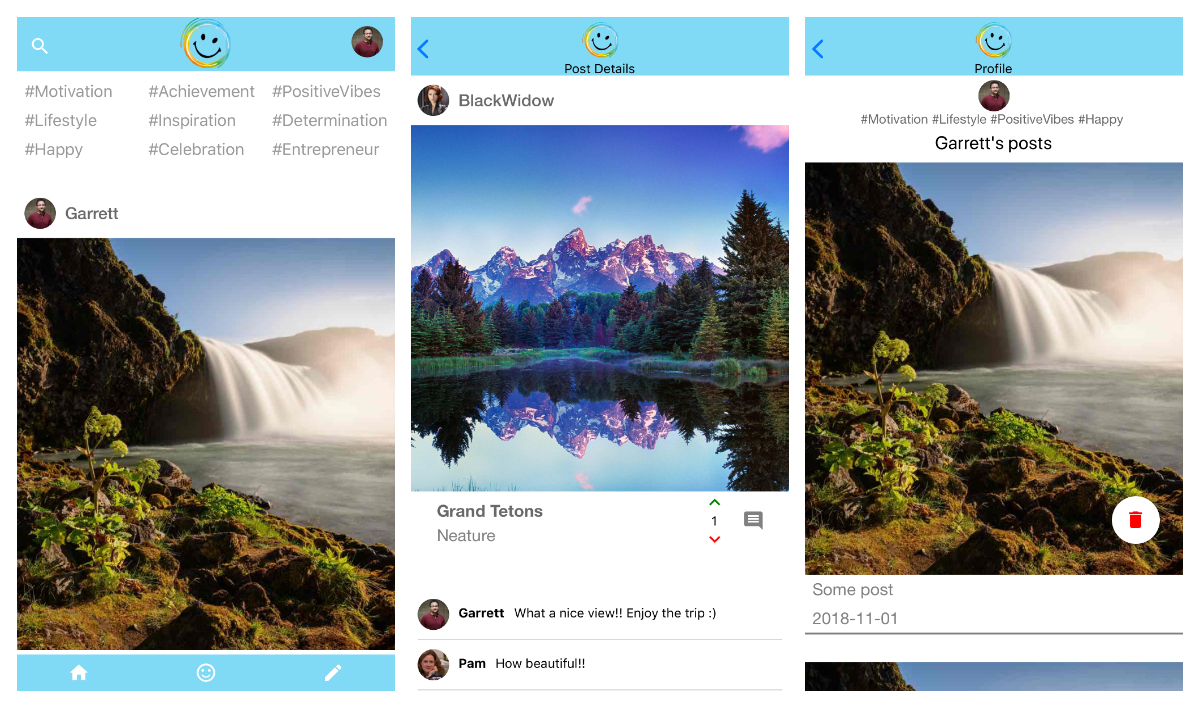 #Motivation #Achievement #PositiveVibes
#Lifestyle #Inspiration #Determination
#Happy #Celebration #Entrepreneur
Garrett
Post Details
BlackWidow
Grand Tetons
Neature
1
Garrett What a nice view!! Enjoy the trip :)
Pam How beautiful!!
Profile
#Motivation #Lifestyle #PositiveVibes #Happy
Garrett's posts
Some post
2018-11-01